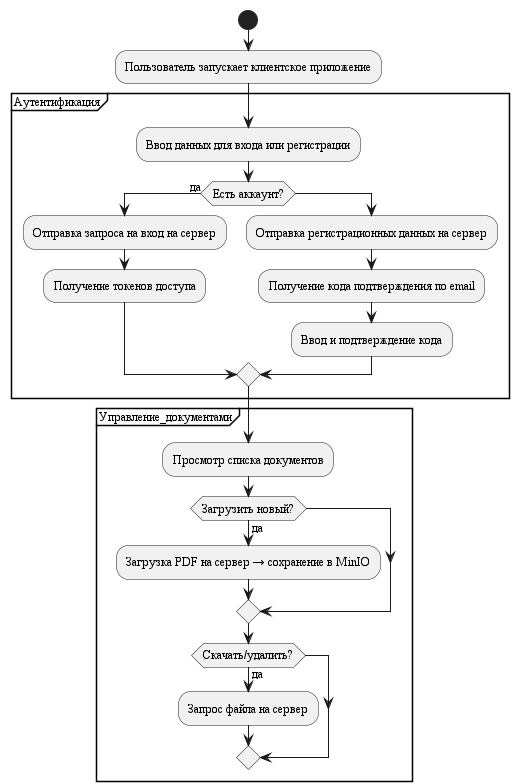 Пользователь запускает клиентское приложение
Аутентификация
Ввод данных для входа или регистрации
да
Есть аккаунт?
Отправка запроса на вход на сервер
Отправка регистрационных данных на сервер
Получение токенов доступа
Получение кода подтверждения по email
Ввод и подтверждение кода
Управление_документами
Просмотр списка документов
Загрузить новый?
да
Загрузка PDF на сервер → сохранение в MinIO
Скачать/удалить?
да
Запрос файла на сервер